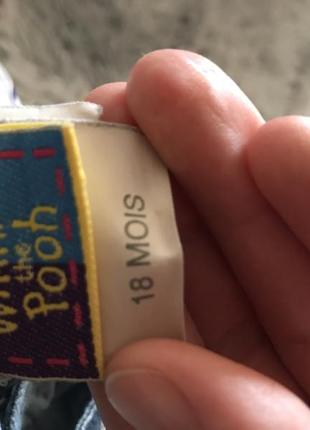 the
Pooh
18 MOIS